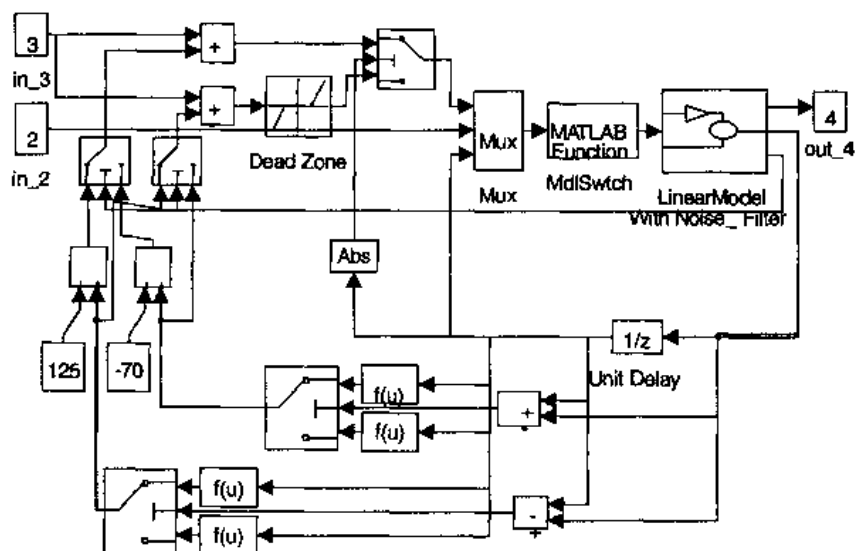 3
+
in_3
+
2
in_2
Dead Zone
Mux
Mux
MATLAB
Function
MdlSwtch
LinearModel
With Noise_ Filter
4
out_4
Abs
125
-70
1/z
Unit Delay
f(u)
f(u)
+
-
f(u)
f(u)
-
+